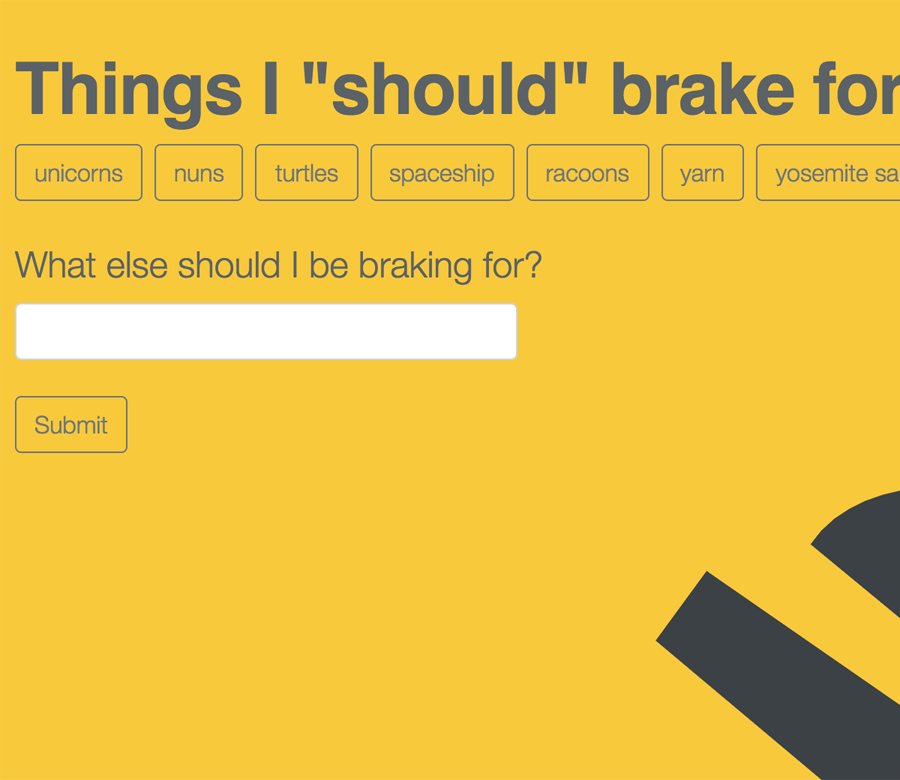 Things I "should" brake for
unicorns nuns turtles spaceship racoons yarn yosemite sa
What else should I be braking for?
Submit